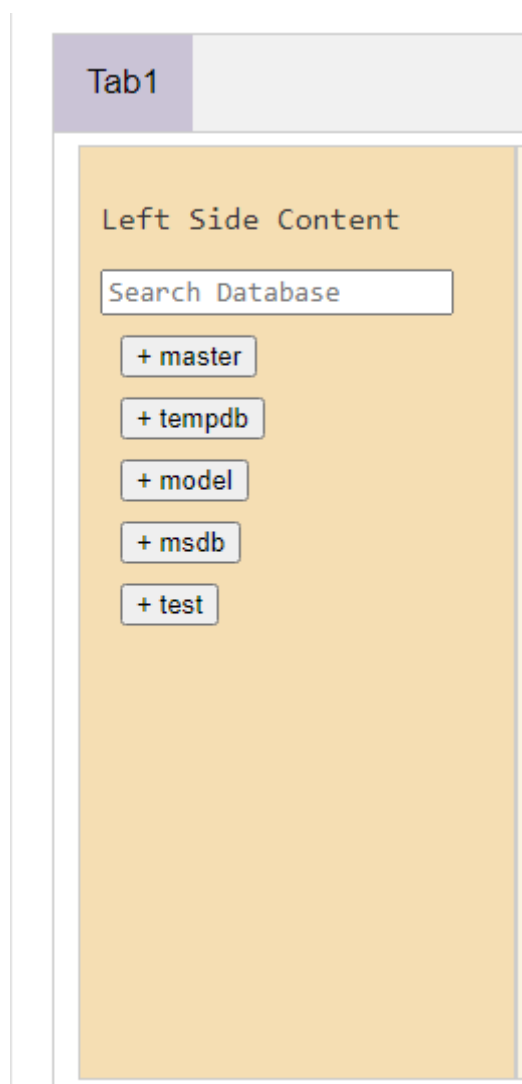 Tab1
Left Side Content
Search Database
+ master
+ tempdb
+ model
+ msdb
+ test